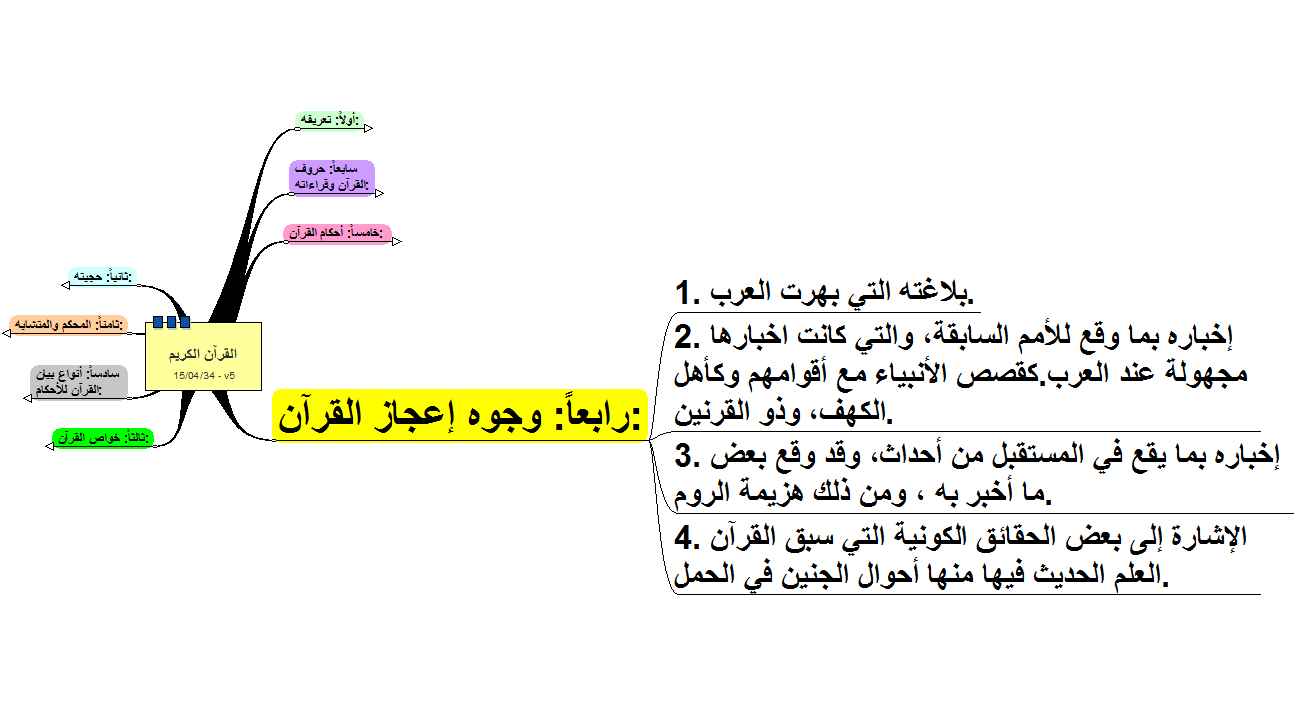 أولاً: تعريفه:
سابعاً: حروف
القرآن وقراءاته:
خامساً: أحكام القرآن:
ثانياً: حجيته:
ثامناً: المحكم والمتشابه:
سادساً: أنواع بيان
القرآن للأحكام:
ثالثاً: خواص القرآن:
القرآن الكريم
15/04/34 - v5
رابعاً: وجوه إعجاز القرآن:
1. بلاغته التي بهرت العرب.
2. إخباره بما وقع للأمم السابقة، والتي كانت اخبارها
مجهولة عند العرب.كقصص الأنبياء مع أقوامهم وكأهل
الكهف، وذو القرنين.
3. إخباره بما يقع في المستقبل من أحداث، وقد وقع بعض
ما أخبر به ، ومن ذلك هزيمة الروم.
4. الإشارة إلى بعض الحقائق الكونية التي سبق القرآن
العلم الحديث فيها منها أحوال الجنين في الحمل.